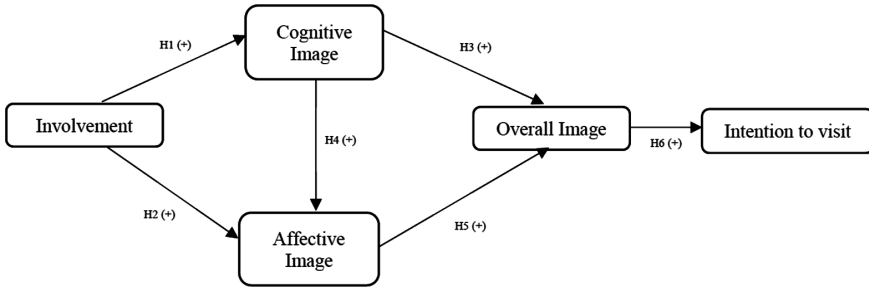 Cognitive
Image
H1 (+)
H3 (+)
Involvement
Overall Image
Intention to visit
H4 (+)
H6 (+)
H2 (+)
Affective
Image
H5 (+)